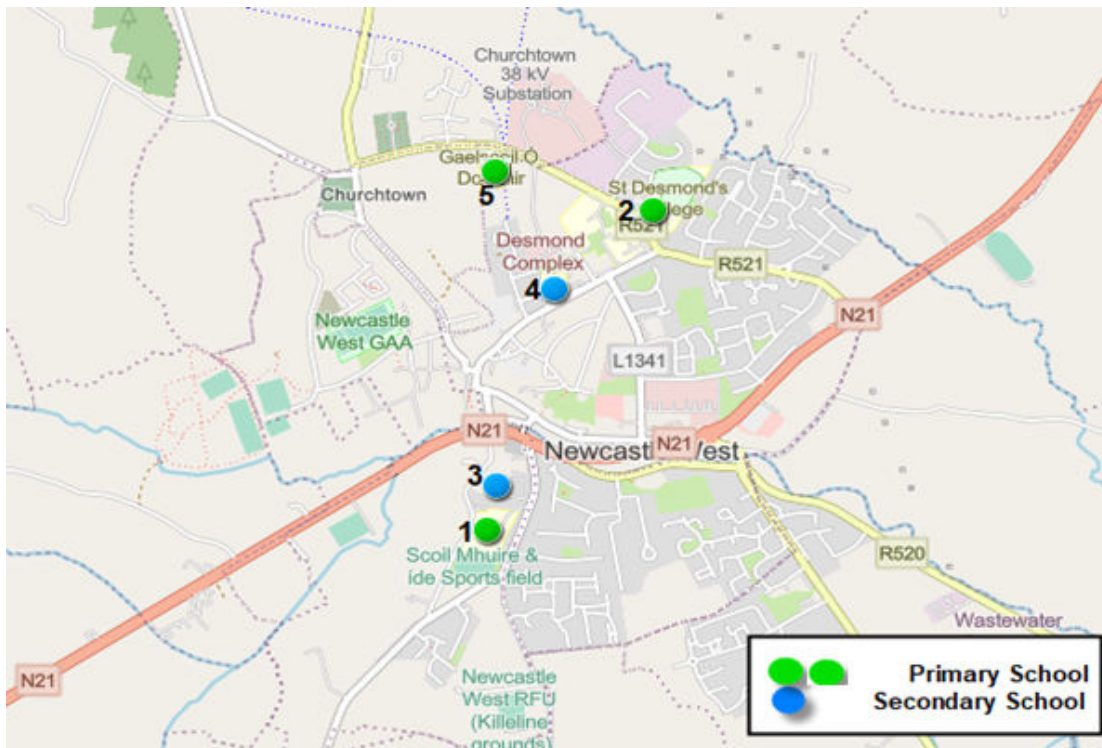 Churchtown
38 kV
Substation
Gaelscoil Ó
5
2
St Desmond's
R521
Churchtown
Desmond
Complex
R521
4
Newcastle
West GAA
N21
L1341
N21
N21
3
1
Scoil Mhuire &
íde Sports field
R520
Wastewater
N21
Newcastle
West RFU
(Killeline
grounds)
Primary School
Secondary School